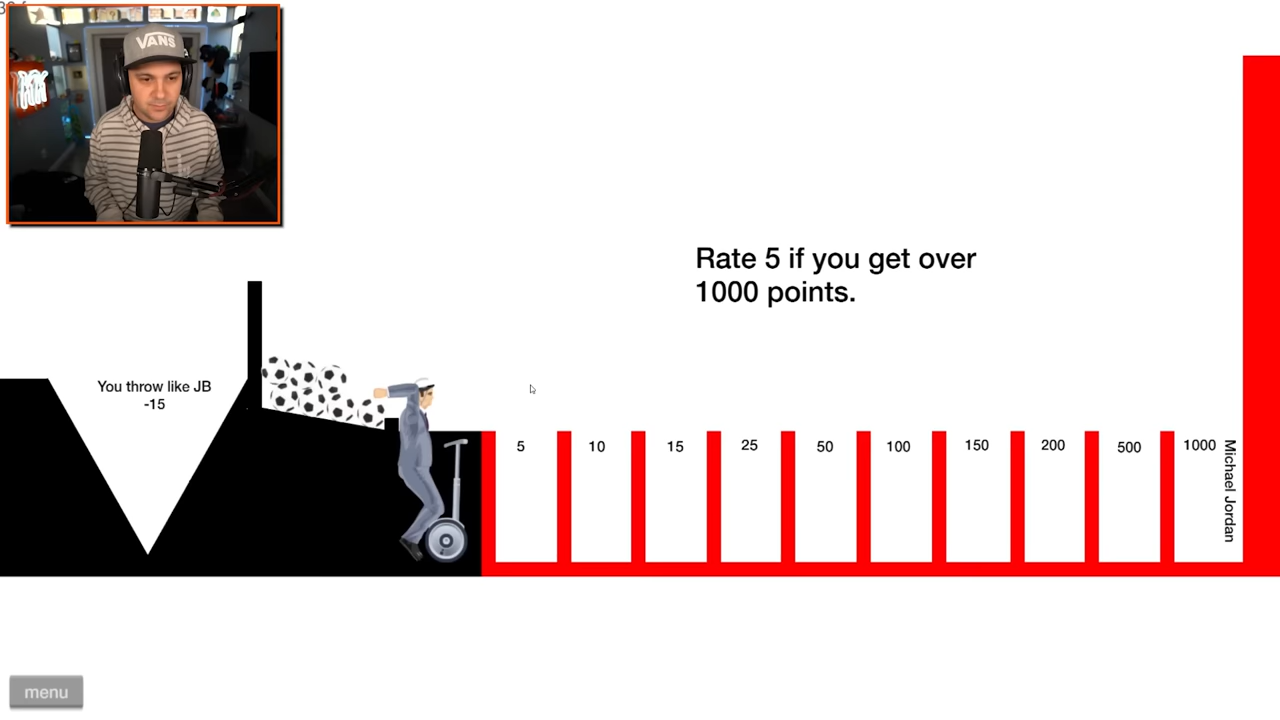 VANS
Rate 5 if you get over
1000 points.
You throw like JB
-15
5 10 15 25 50 100 150 200 500 1000
Michael Jordan
menu